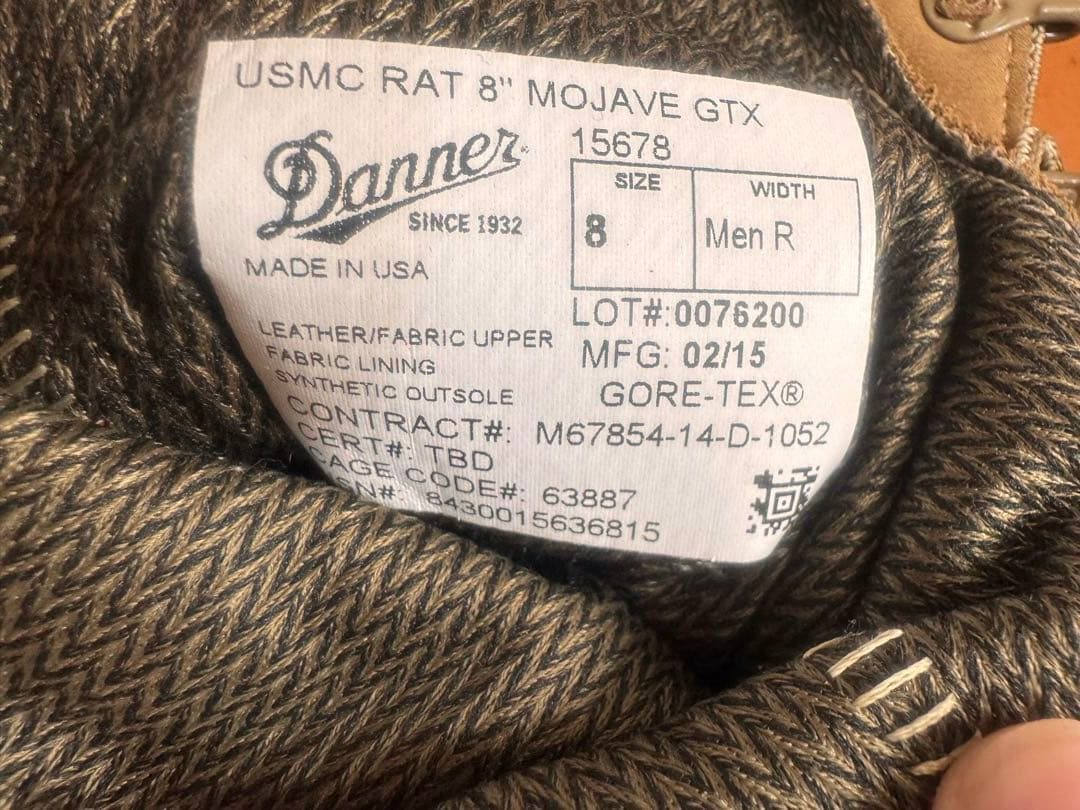 USMC RAT 8" MOJAVE GTX
15678
Danner
SINCE 1932
MADE IN USA
SIZE
WIDTH
8
Men R
LOT#:0076200
MFG: 02/15
GORE-TEX®
LEATHER/FABRIC UPPER
FABRIC LINING
SYNTHETIC OUTSOLE
CONTRACT#: M67854-14-D-1052
CERT#: TBD
CAGE CODE#: 63887
SN#: 8430015636815